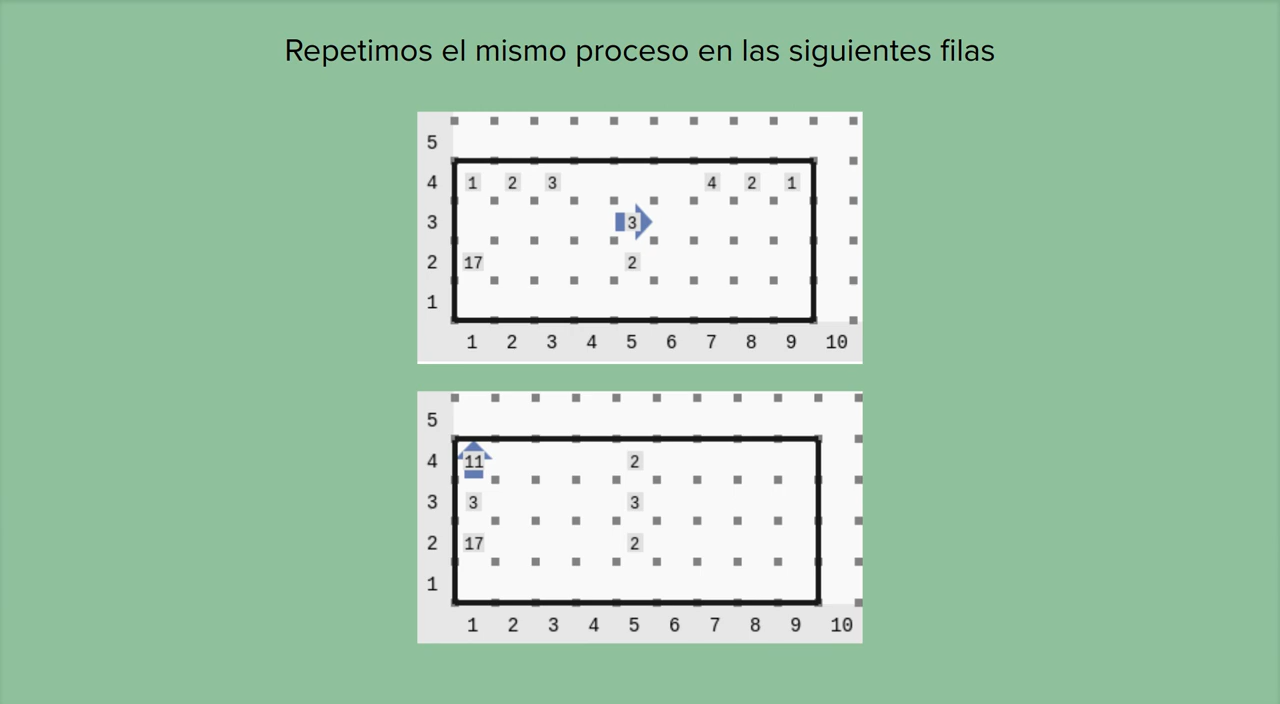 Repetimos el mismo proceso en las siguientes filas
5
4 1 2 3 4 2 1
3 3
2 17 2
1
1 2 3 4 5 6 7 8 9 10
5
4 11 2
3 3 3
2 17 2
1
1 2 3 4 5 6 7 8 9 10